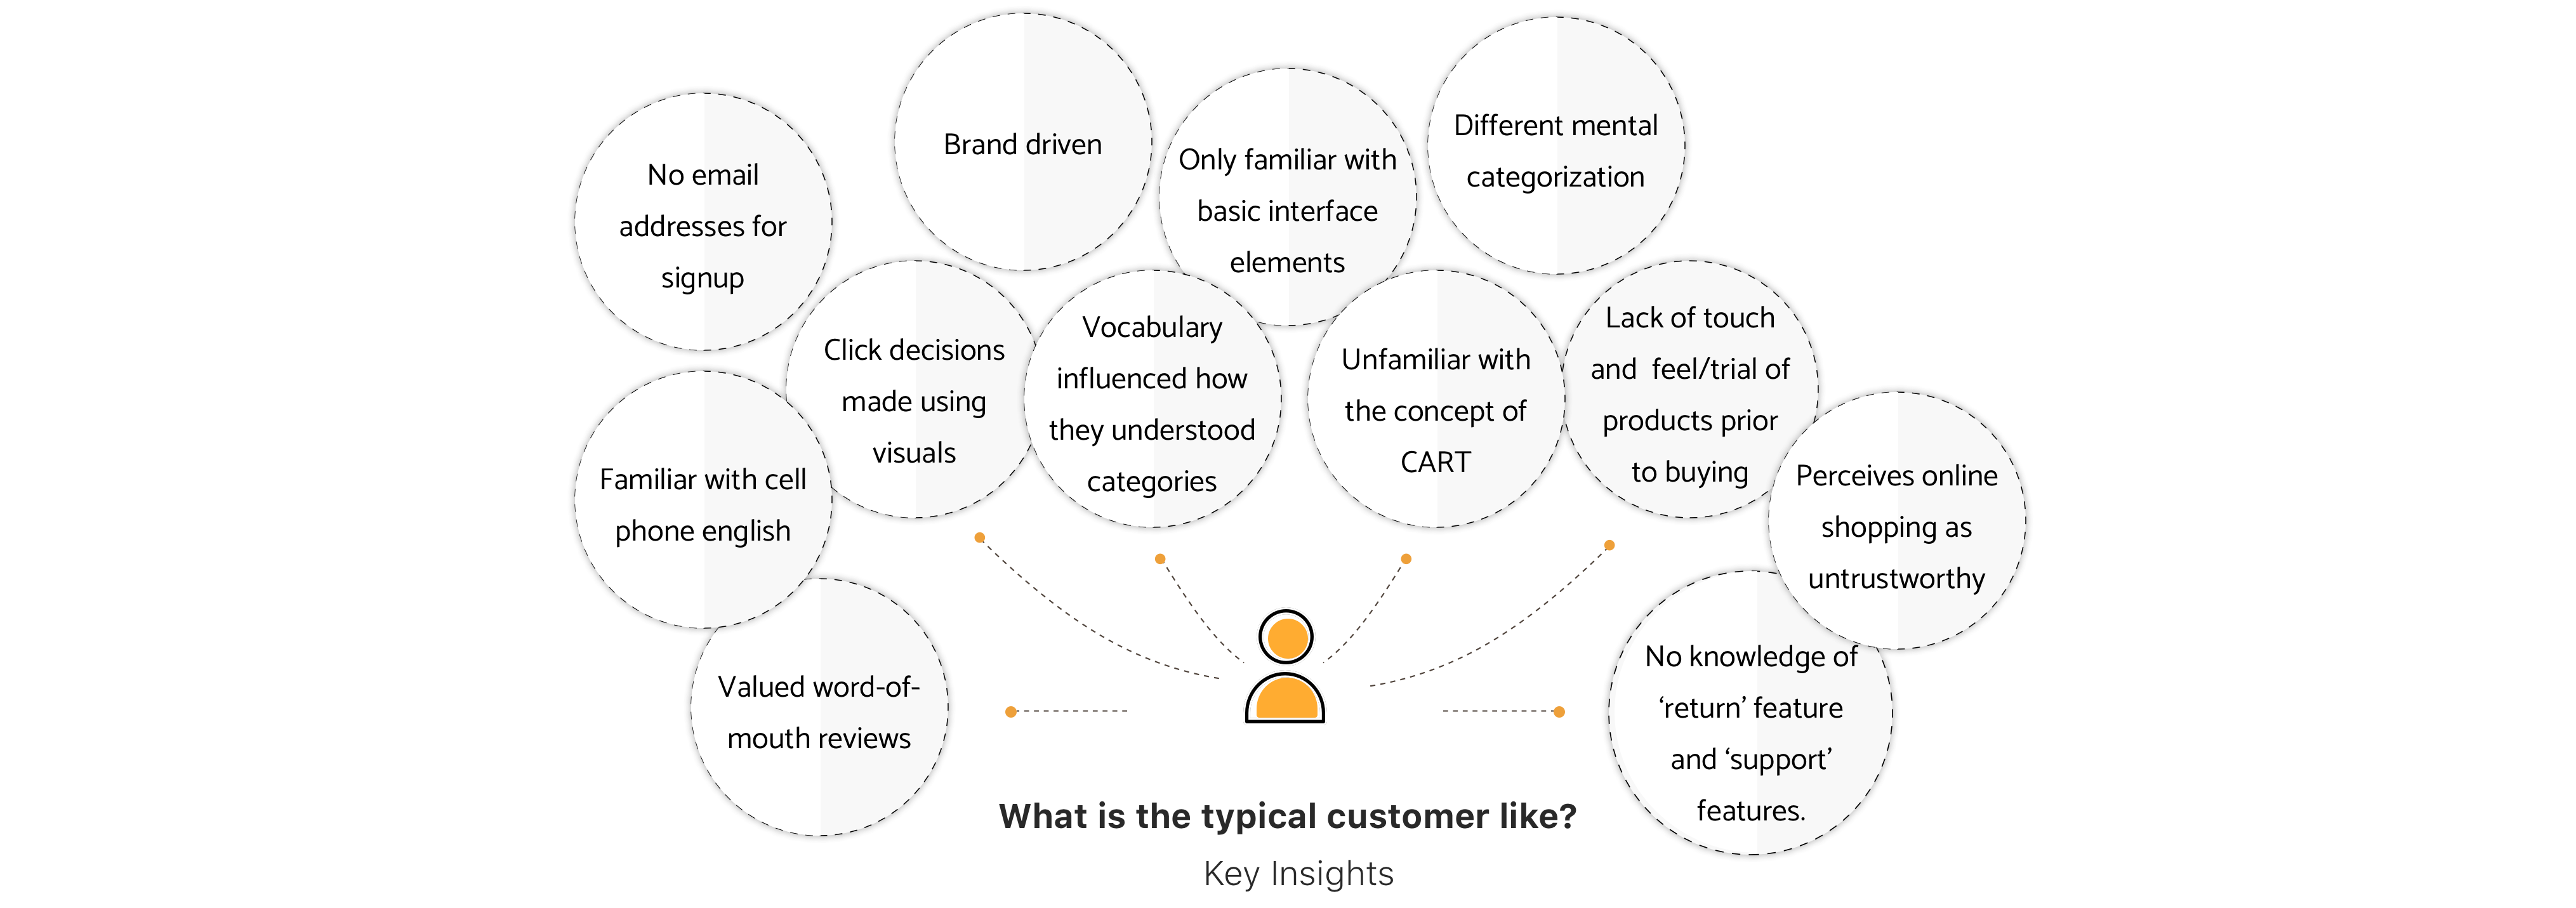 No email
addresses for
signup
Brand driven
Only familiar with
basic interface
elements
Different mental
categorization
Click decisions
made using
visuals
Vocabulary
influenced how
they understood
categories
Unfamiliar with
the concept of
CART
Lack of touch
and  feel/trial of
products prior
to buying
Familiar with cell
phone english
Perceives online
shopping as
untrustworthy
Valued word-of-
mouth reviews
No knowledge of
‘return’ feature
and ‘support’
features.
What is the typical customer like?
Key Insights